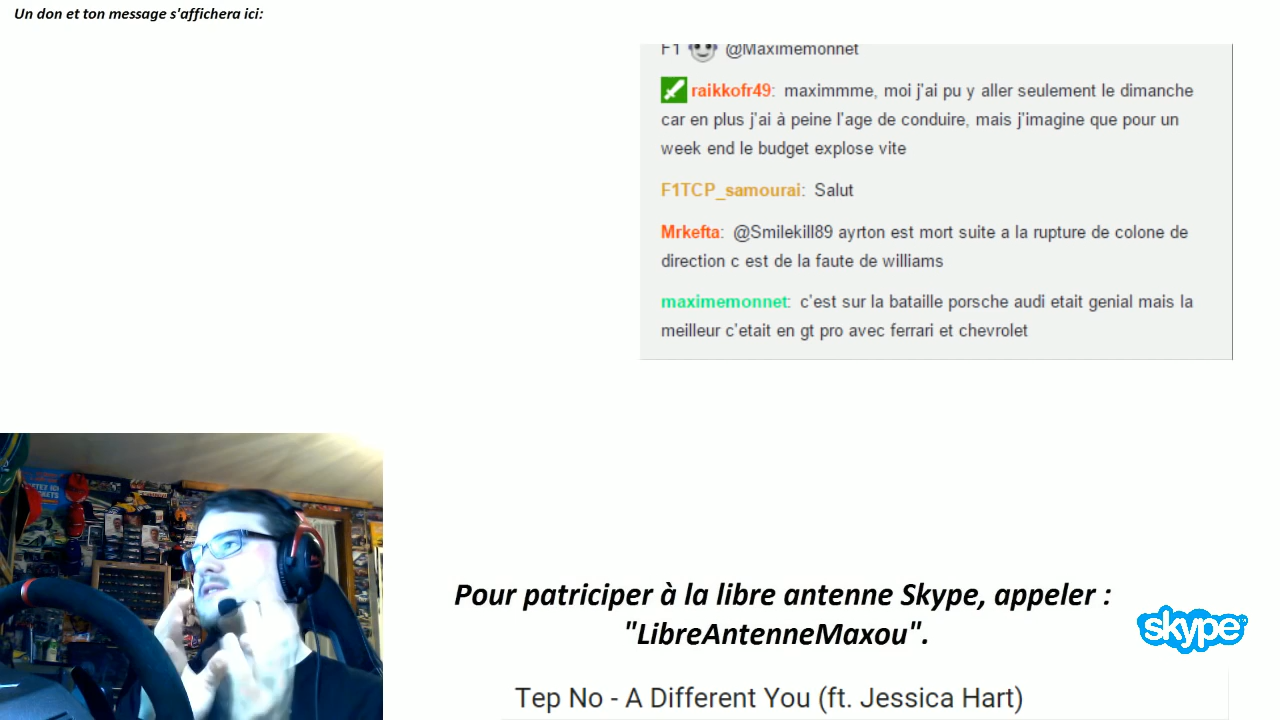 Un don et ton message s'affichera ici:
F1 @Maximemonnet
raikkofr49: maximmme, moi j'ai pu y aller seulement le dimanche
car en plus j'ai à peine l'age de conduire, mais j'imagine que pour un
week end le budget explose vite
F1TCP_samourai: Salut
Mrkefta: @Smilekill89 ayrton est mort suite a la rupture de colone de
direction c est de la faute de williams
maximemonnet: c'est sur la bataille porsche audi etait genial mais la
meilleur c'etait en gt pro avec ferrari et chevrolet
Pour patriciper à la libre antenne Skype, appeler :
"LibreAntenneMaxou".
skype
Tep No - A Different You (ft. Jessica Hart)